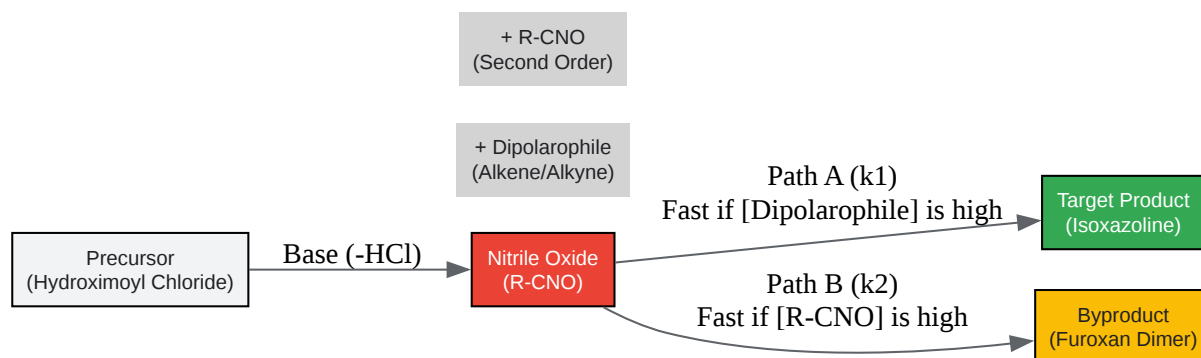 + R-CNO
(Second Order)
+ Dipolarophile
(Alkene/Alkyne)
Precursor
(Hydroximoyl Chloride)
Base (-HCl)
Nitrile Oxide
(R-CNO)
Path A (k1)
Fast if [Dipolarophile] is high
Path B (k2)
Fast if [R-CNO] is high
Target Product
(Isoxazoline)
Byproduct
(Furoxan Dimer)